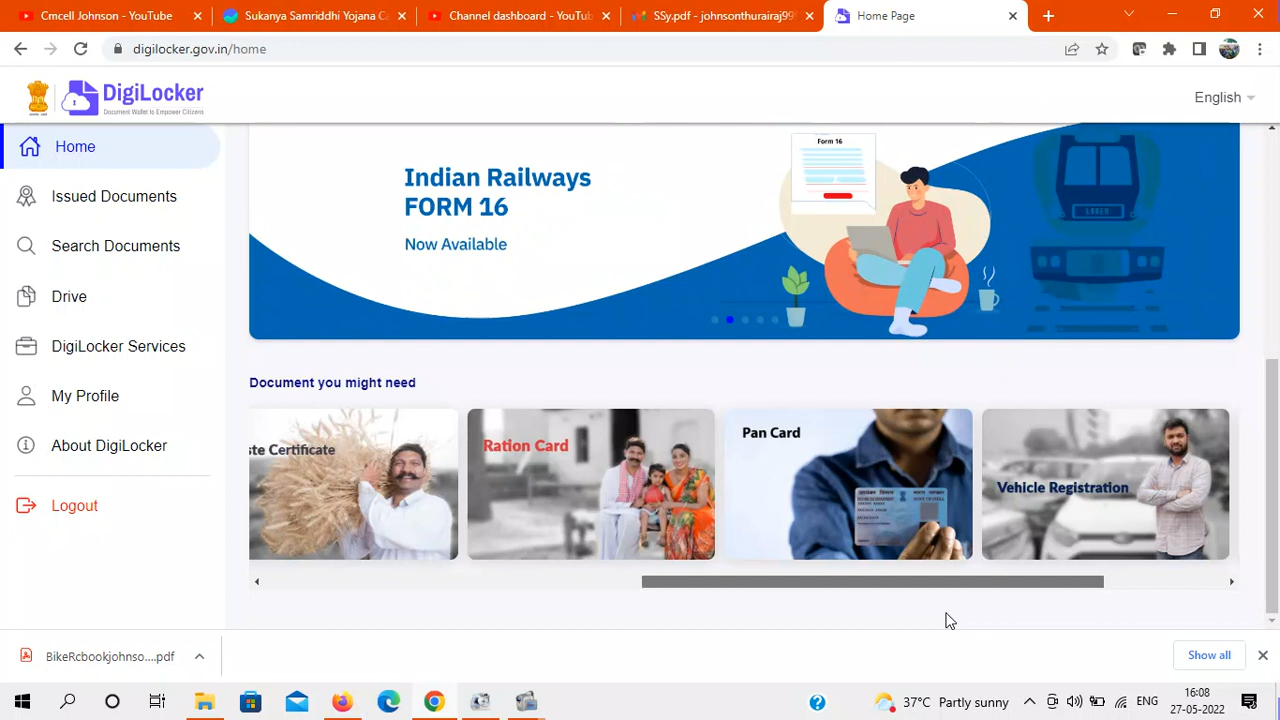 Cmcell Johnson - YouTube
Sukanya Samriddhi Yojana Ca
Channel dashboard - YouTub
SSy.pdf - johnsonthurairaj99
Home Page
digilocker.gov.in/home
DigiLocker
Document Wallet to Empower Citizens
English
Home
Issued Documents
Search Documents
Drive
DigiLocker Services
My Profile
About DigiLocker
Logout
Indian Railways
FORM 16
Now Available
Form 16
Document you might need
ste Certificate
Ration Card
Pan Card
Vehicle Registration
BikeRcbookjohnso....pdf
Show all
37°C Partly sunny
ENG
16:08
27-05-2022